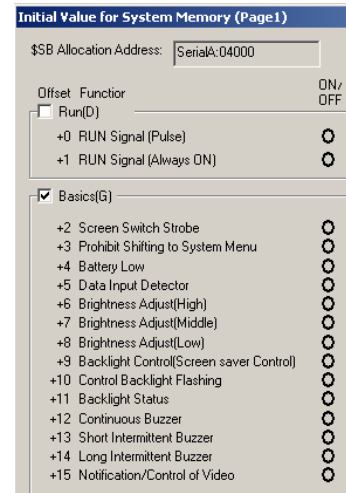 Initial Value for System Memory (Page1)
$SB Allocation Address: SerialA:04000
Offset Functior ON/
OFF
Run(D)
+0 RUN Signal (Pulse)
+1 RUN Signal (Always ON)
Basics(G)
+2 Screen Switch Strobe
+3 Prohibit Shifting to System Menu
+4 Battery Low
+5 Data Input Detector
+6 Brightness Adjust(High)
+7 Brightness Adjust(Middle)
+8 Brightness Adjust(Low)
+9 Backlight Control(Screen saver Control)
+10 Control Backlight Flashing
+11 Backlight Status
+12 Continuous Buzzer
+13 Short Intermittent Buzzer
+14 Long Intermittent Buzzer
+15 Notification/Control of Video